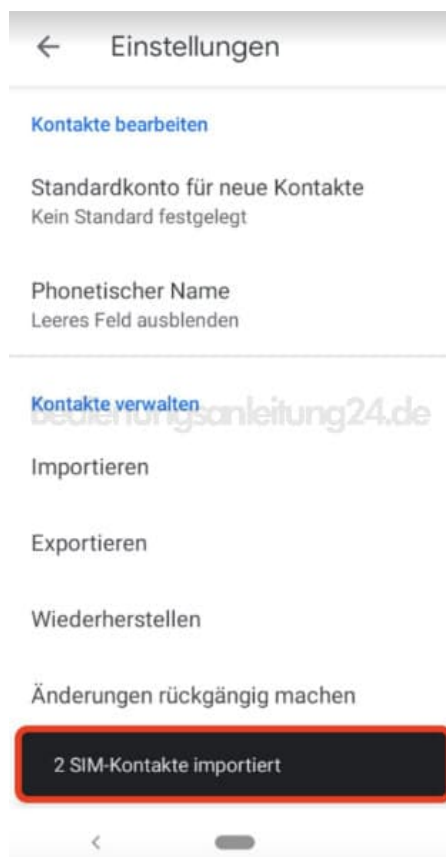 Einstellungen
Kontakte bearbeiten
Standardkonto für neue Kontakte
Kein Standard festgelegt
Phonetischer Name
Leeres Feld ausblenden
Kontakte verwalten
bedienungsanleitung24.de
Importieren
Exportieren
Wiederherstellen
Änderungen rückgängig machen
2 SIM-Kontakte importiert